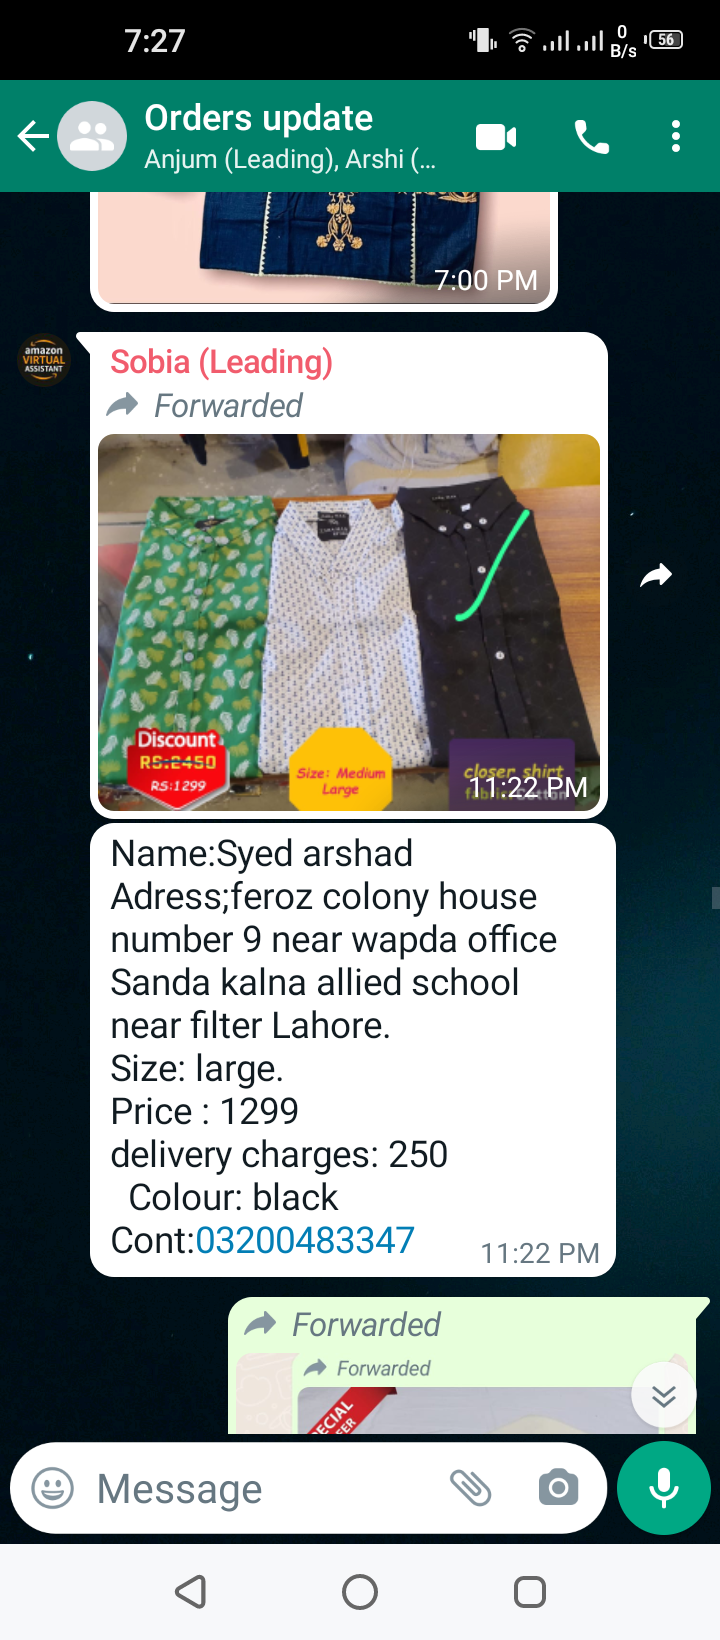 7:27
0
B/s
56
Orders update
Anjum (Leading), Arshi (...
7:00 PM
amazon
VIRTUAL
ASSISTANT
Sobia (Leading)
Forwarded
Discount
RS:2450
RS:1299
Size: Medium
Large
closer shirt
11:22 PM
Name:Syed arshad
Adress;feroz colony house
number 9 near wapda office
Sanda kalna allied school
near filter Lahore.
Size: large.
Price : 1299
delivery charges: 250
Colour: black
Cont:03200483347
11:22 PM
Forwarded
Forwarded
Message